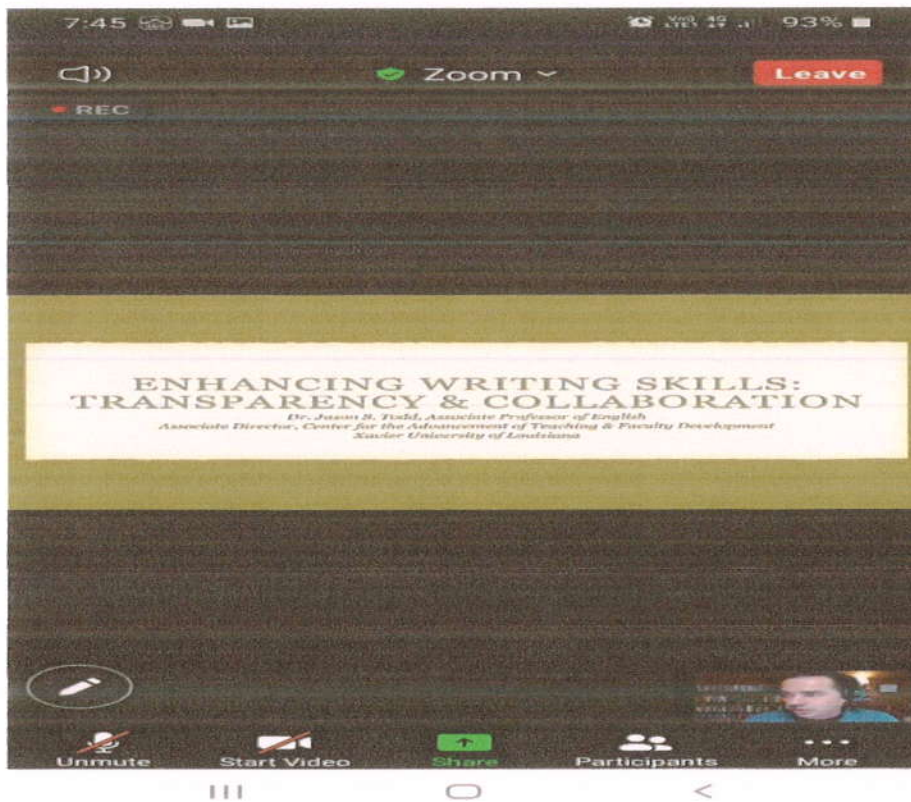 7:45 93%
Zoom
Leave
REC
ENHANCING WRITING SKILLS:
TRANSPARENCY & COLLABORATION
Dr. Jason S. Todd, Associate Professor of English
Associate Director, Center for the Advancement of Teaching & Faculty Development
Xavier University of Louisiana
Unmute Start Video Share Participants More